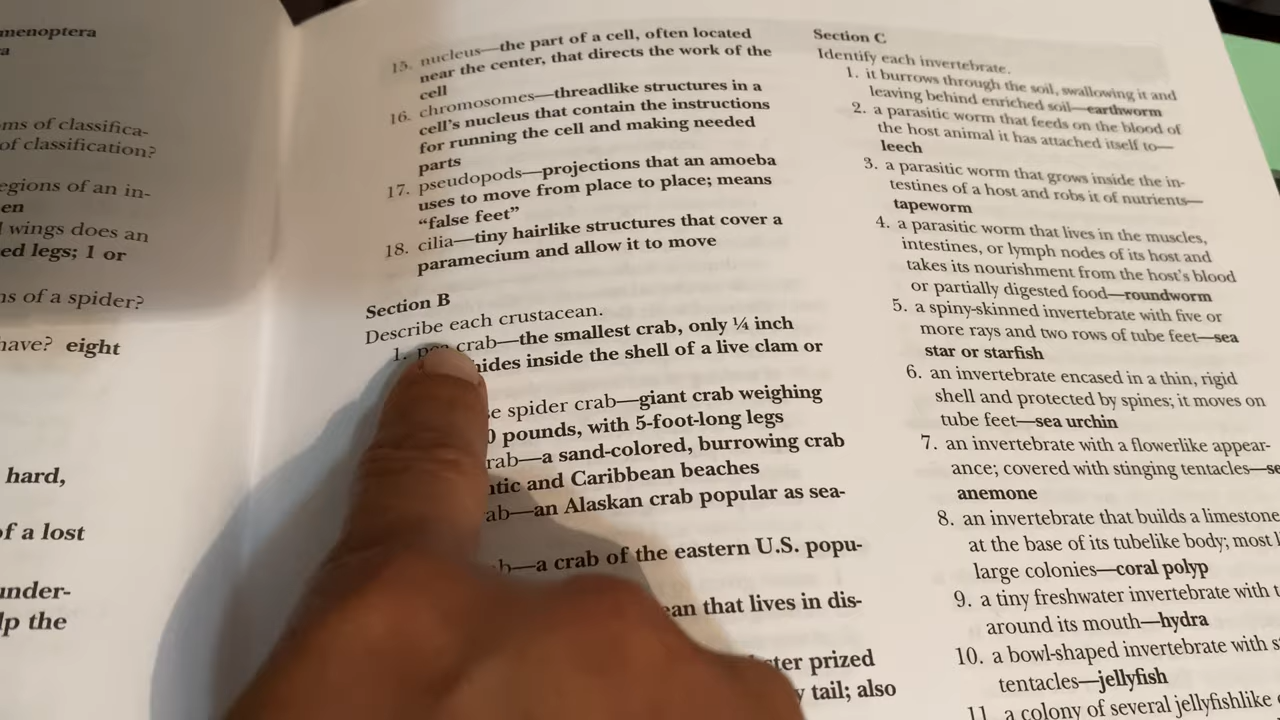 menoptera
a
ms of classifica-
of classification?
egions of an in-
en
wings does an
ed legs; 1 or
ns of a spider?
have? eight
hard,
of a lost
under-
lp the
15. nucleus—the part of a cell, often located
near the center, that directs the work of the
cell
16. chromosomes—threadlike structures in a
cell's nucleus that contain the instructions
for running the cell and making needed
parts
17. pseudopods—projections that an amoeba
uses to move from place to place; means
“false feet”
18. cilia—tiny hairlike structures that cover a
paramecium and allow it to move
Section B
Describe each crustacean.
1. pea crab—the smallest crab, only ¼ inch
hides inside the shell of a live clam or
e spider crab—giant crab weighing
0 pounds, with 5-foot-long legs
rab—a sand-colored, burrowing crab
ntic and Caribbean beaches
ab—an Alaskan crab popular as sea-
b—a crab of the eastern U.S. popu-
ean that lives in dis-
ster prized
y tail; also
Section C
Identify each invertebrate.
1. it burrows through the soil, swallowing it and
leaving behind enriched soil—earthworm
2. a parasitic worm that feeds on the blood of
the host animal it has attached itself to—
leech
3. a parasitic worm that grows inside the in-
testines of a host and robs it of nutrients—
tapeworm
4. a parasitic worm that lives in the muscles,
intestines, or lymph nodes of its host and
takes its nourishment from the host's blood
or partially digested food—roundworm
5. a spiny-skinned invertebrate with five or
more rays and two rows of tube feet—sea
star or starfish
6. an invertebrate encased in a thin, rigid
shell and protected by spines; it moves on
tube feet—sea urchin
7. an invertebrate with a flowerlike appear-
ance; covered with stinging tentacles—se
anemone
8. an invertebrate that builds a limestone
at the base of its tubelike body; most l
large colonies—coral polyp
9. a tiny freshwater invertebrate with t
around its mouth—hydra
10. a bowl-shaped invertebrate with s
tentacles—jellyfish
11. a colony of several jellyfishlike